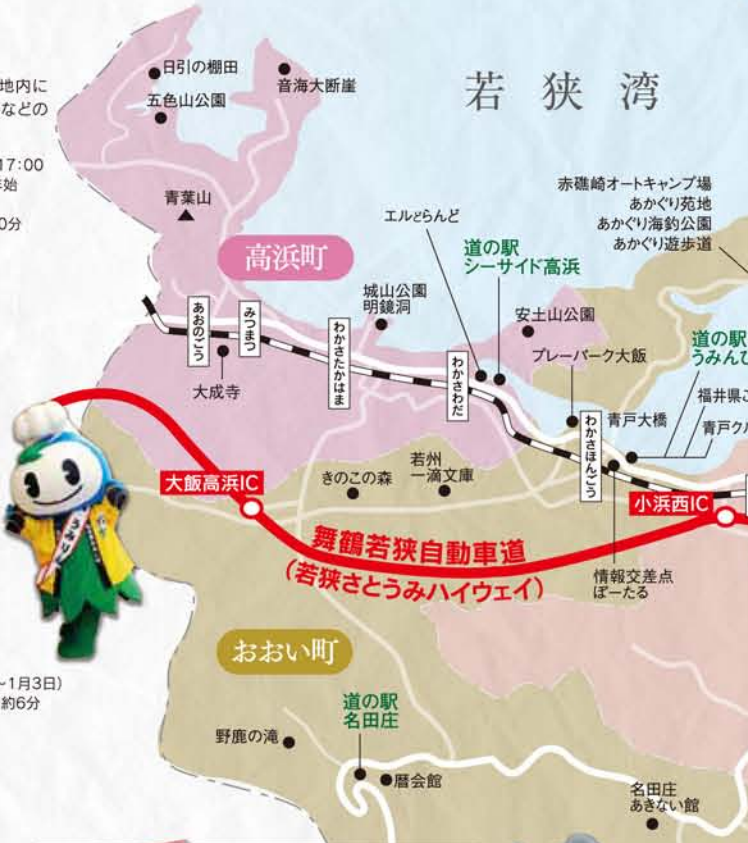 地内に
などの
17:00
0分
日引の棚田
音海大断崖
五色山公園
若狭湾
青葉山
赤礁崎オートキャンプ場
あかぐり苑地
あかぐり海釣公園
あかぐり遊歩道
エルどらんど
道の駅
シーサイド高浜
高浜町
城山公園
明鏡洞
安土山公園
あおのごう
みつまつ
わかさたかはま
わかさわだ
わかさほんごう
プレーパーク大飯
道の駅
うみんぴ
大成寺
青戸大橋
福井県こ
青戸クル
大飯高浜IC
きのこの森
若州
一滴文庫
小浜西IC
うみりん
舞鶴若狭自動車道
(若狭さとうみハイウェイ)
情報交差点
ぽーたる
おおい町
~1月3日)
約6分
道の駅
名田庄
野鹿の滝
暦会館
名田庄
あきない館